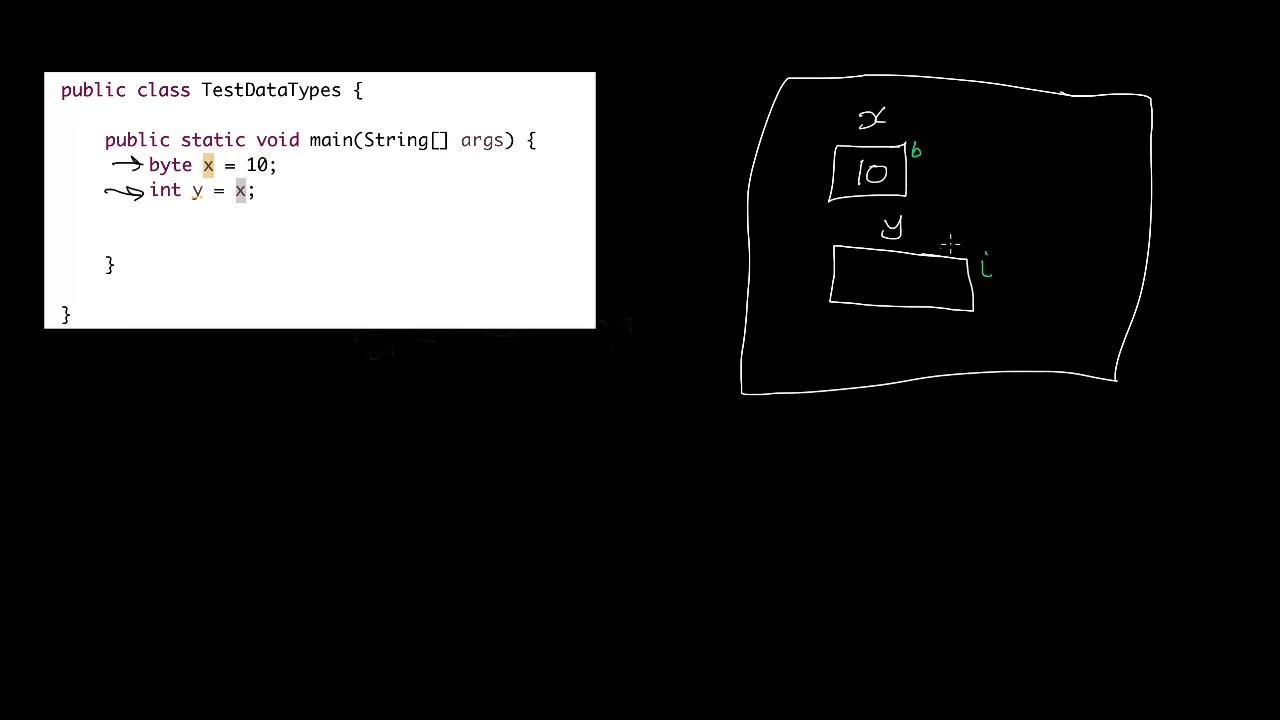 public class TestDataTypes {
public static void main(String[] args) {
byte x = 10;
int y = x;
}
}
x
b
10
y
i